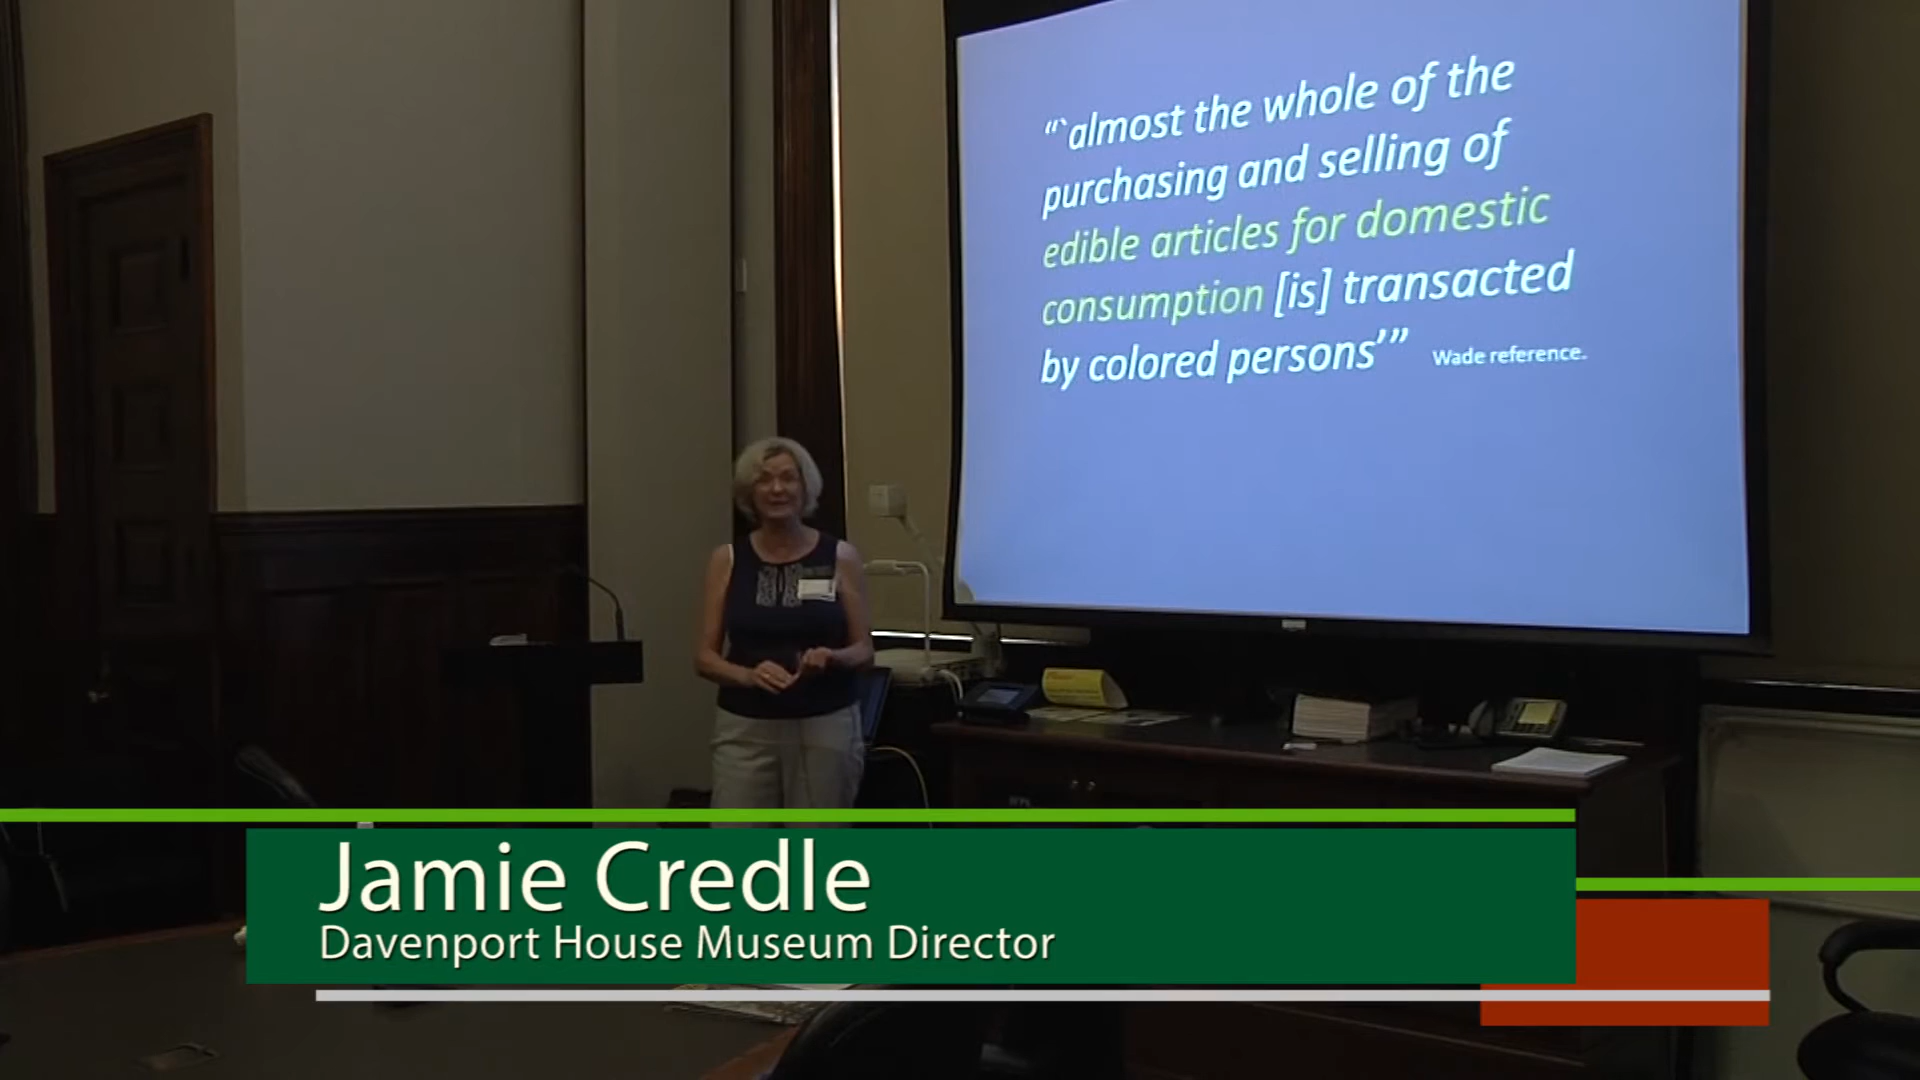 “‵almost the whole of the
purchasing and selling of
edible articles for domestic
consumption [is] transacted
by colored persons’” Wade reference.
Jamie Credle
Davenport House Museum Director